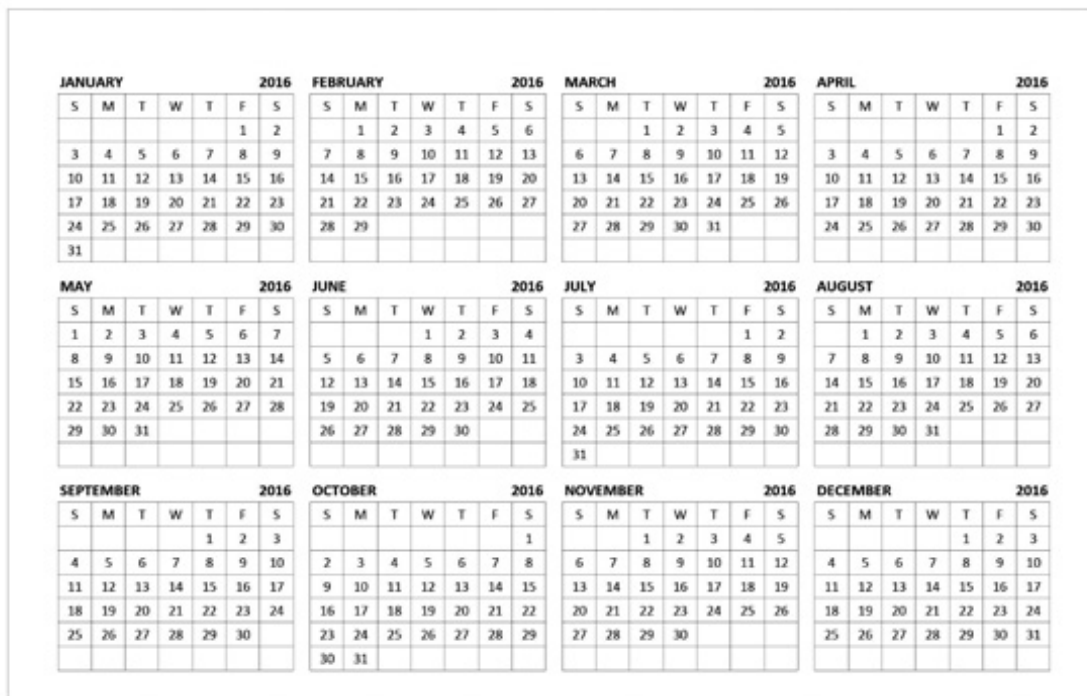 JANUARY 2016
S M T W T F S
1 2
3 4 5 6 7 8 9
10 11 12 13 14 15 16
17 18 19 20 21 22 23
24 25 26 27 28 29 30
31
FEBRUARY 2016
S M T W T F S
1 2 3 4 5 6
7 8 9 10 11 12 13
14 15 16 17 18 19 20
21 22 23 24 25 26 27
28 29
MARCH 2016
S M T W T F S
1 2 3 4 5
6 7 8 9 10 11 12
13 14 15 16 17 18 19
20 21 22 23 24 25 26
27 28 29 30 31
APRIL 2016
S M T W T F S
1 2
3 4 5 6 7 8 9
10 11 12 13 14 15 16
17 18 19 20 21 22 23
24 25 26 27 28 29 30
MAY 2016
S M T W T F S
1 2 3 4 5 6 7
8 9 10 11 12 13 14
15 16 17 18 19 20 21
22 23 24 25 26 27 28
29 30 31
JUNE 2016
S M T W T F S
1 2 3 4
5 6 7 8 9 10 11
12 13 14 15 16 17 18
19 20 21 22 23 24 25
26 27 28 29 30
JULY 2016
S M T W T F S
1 2
3 4 5 6 7 8 9
10 11 12 13 14 15 16
17 18 19 20 21 22 23
24 25 26 27 28 29 30
31
AUGUST 2016
S M T W T F S
1 2 3 4 5 6
7 8 9 10 11 12 13
14 15 16 17 18 19 20
21 22 23 24 25 26 27
28 29 30 31
SEPTEMBER 2016
S M T W T F S
1 2 3
4 5 6 7 8 9 10
11 12 13 14 15 16 17
18 19 20 21 22 23 24
25 26 27 28 29 30
OCTOBER 2016
S M T W T F S
1
2 3 4 5 6 7 8
9 10 11 12 13 14 15
16 17 18 19 20 21 22
23 24 25 26 27 28 29
30 31
NOVEMBER 2016
S M T W T F S
1 2 3 4 5
6 7 8 9 10 11 12
13 14 15 16 17 18 19
20 21 22 23 24 25 26
27 28 29 30
DECEMBER 2016
S M T W T F S
1 2 3
4 5 6 7 8 9 10
11 12 13 14 15 16 17
18 19 20 21 22 23 24
25 26 27 28 29 30 31